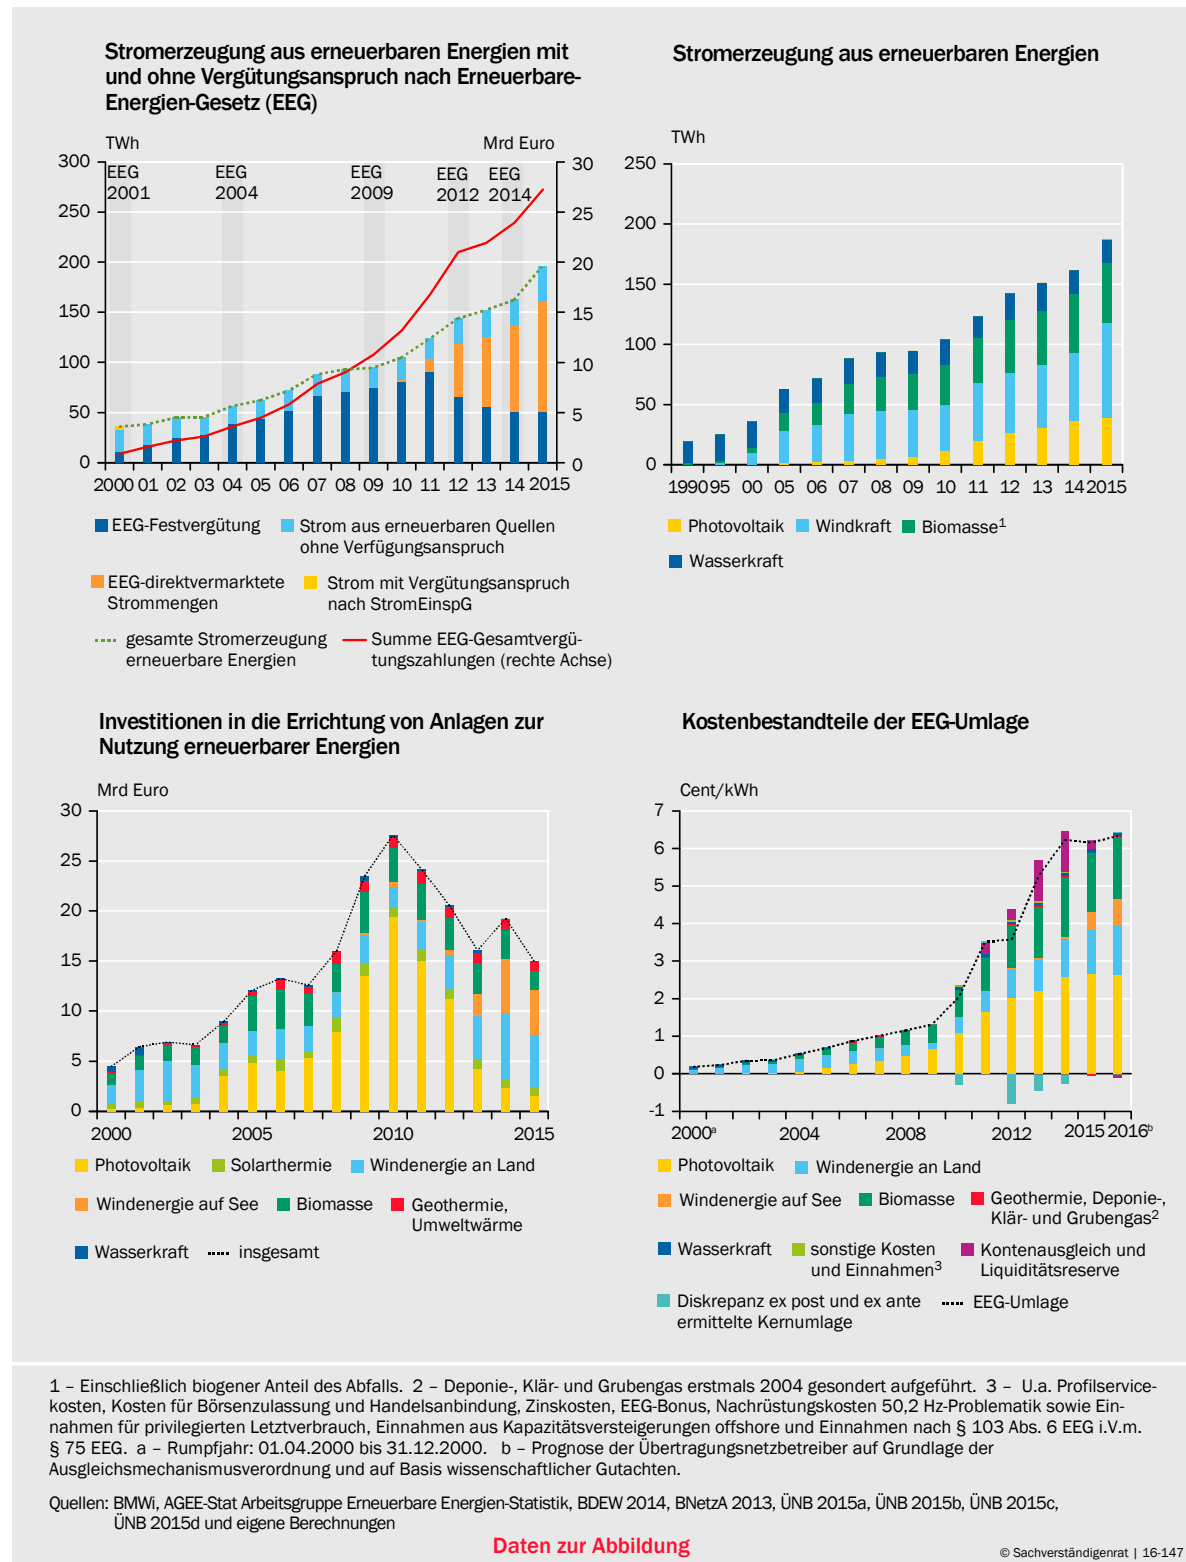 Stromerzeugung aus erneuerbaren Energien mit
und ohne Vergütungsanspruch nach Erneuerbare-
Energien-Gesetz (EEG)
TWh
Mrd Euro
300
250
200
150
100
50
0
30
25
20
15
10
5
0
EEG
2001
EEG
2004
EEG
2009
EEG
2012
EEG
2014
2000 01 02 03 04 05 06 07 08 09 10 11 12 13 14 2015
EEG-Festvergütung
Strom aus erneuerbaren Quellen
ohne Verfügungsanspruch
EEG-direktvermarktete
Strommengen
Strom mit Vergütungsanspruch
nach StromEinspG
gesamte Stromerzeugung
erneuerbare Energien
Summe EEG-Gesamtvergü-
tungszahlungen (rechte Achse)
Stromerzeugung aus erneuerbaren Energien
TWh
250
200
150
100
50
0
1990 95 00 05 06 07 08 09 10 11 12 13 14 2015
Photovoltaik
Windkraft
Biomasse1
Wasserkraft
Investitionen in die Errichtung von Anlagen zur
Nutzung erneuerbarer Energien
Mrd Euro
30
25
20
15
10
5
0
2000 2005 2010 2015
Photovoltaik
Solarthermie
Windenergie an Land
Windenergie auf See
Biomasse
Geothermie,
Umweltwärme
Wasserkraft
insgesamt
Kostenbestandteile der EEG-Umlage
Cent/kWh
7
6
5
4
3
2
1
0
-1
2000a 2004 2008 2012 2015 2016b
Photovoltaik
Windenergie an Land
Windenergie auf See
Biomasse
Geothermie, Deponie-,
Klär- und Grubengas2
Wasserkraft
sonstige Kosten
und Einnahmen3
Kontenausgleich und
Liquiditätsreserve
Diskrepanz ex post und ex ante
ermittelte Kernumlage
EEG-Umlage
1 – Einschließlich biogener Anteil des Abfalls. 2 – Deponie-, Klär- und Grubengas erstmals 2004 gesondert aufgeführt. 3 – U.a. Profilservice-
kosten, Kosten für Börsenzulassung und Handelsanbindung, Zinskosten, EEG-Bonus, Nachrüstungskosten 50,2 Hz-Problematik sowie Ein-
nahmen für privilegierten Letztverbrauch, Einnahmen aus Kapazitätsversteigerungen offshore und Einnahmen nach § 103 Abs. 6 EEG i.V.m.
§ 75 EEG. a – Rumpfjahr: 01.04.2000 bis 31.12.2000. b – Prognose der Übertragungsnetzbetreiber auf Grundlage der
Ausgleichsmechanismusverordnung und auf Basis wissenschaftlicher Gutachten.
Quellen: BMWi, AGEE-Stat Arbeitsgruppe Erneuerbare Energien-Statistik, BDEW 2014, BNetzA 2013, ÜNB 2015a, ÜNB 2015b, ÜNB 2015c,
ÜNB 2015d und eigene Berechnungen
Daten zur Abbildung
© Sachverständigenrat | 16-147